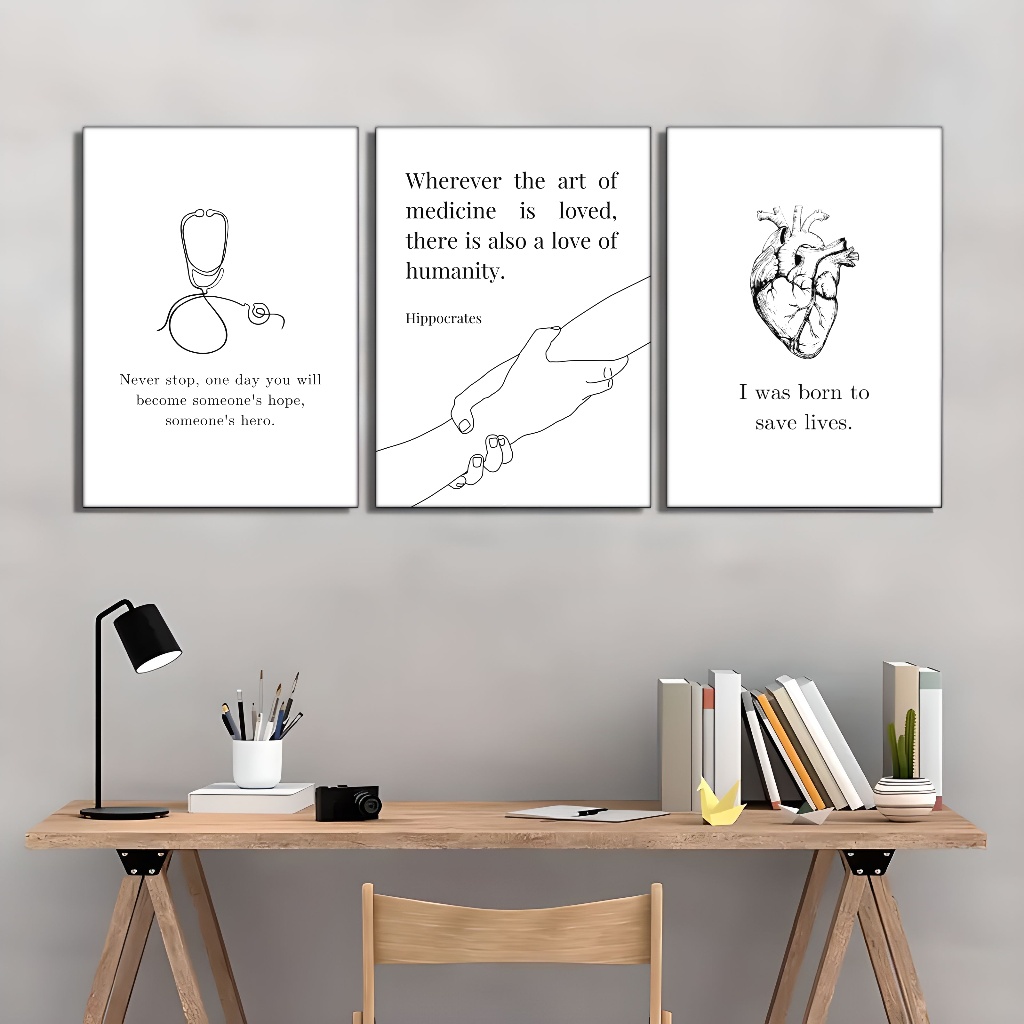 Never stop, one day you will
become someone's hope,
someone's hero.
Wherever the art of
medicine is loved,
there is also a love of
humanity.
Hippocrates
I was born to
save lives.